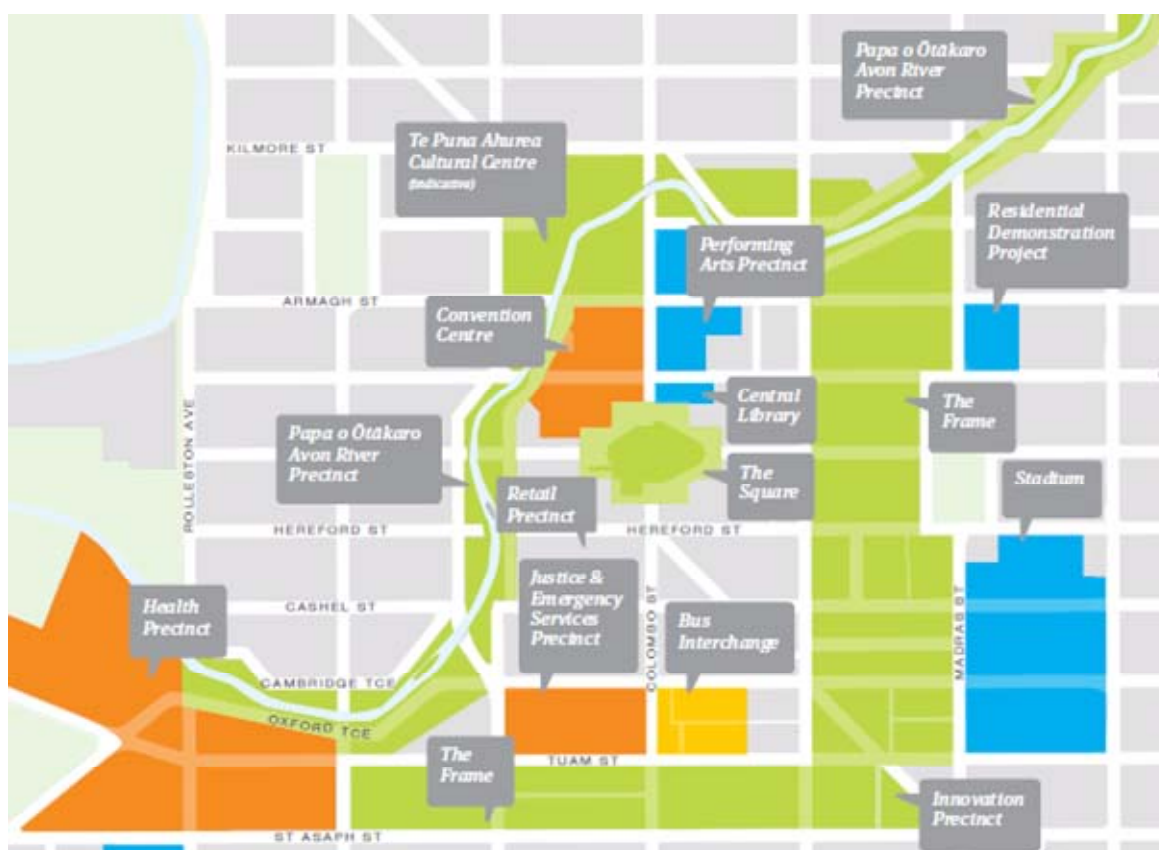 Papa o Ōtākaro
Avon River
Precinct
Te Puna Ahurea
Cultural Centre
(indicative)
KILMORE ST
Residential
Demonstration
Project
Performing
Arts Precinct
ARMAGH ST
Convention
Centre
Central
Library
The
Frame
ROLLESTON AVE
Papa o Ōtākaro
Avon River
Precinct
The
Square
Retail
Precinct
Stadium
HEREFORD ST
HEREFORD ST
Justice &
Emergency
Services
Precinct
Health
Precinct
CASHEL ST
COLOMBO ST
Bus
Interchange
MADRAS ST
CAMBRIDGE TCE
OXFORD TCE
The
Frame
TUAM ST
Innovation
Precinct
ST ASAPH ST